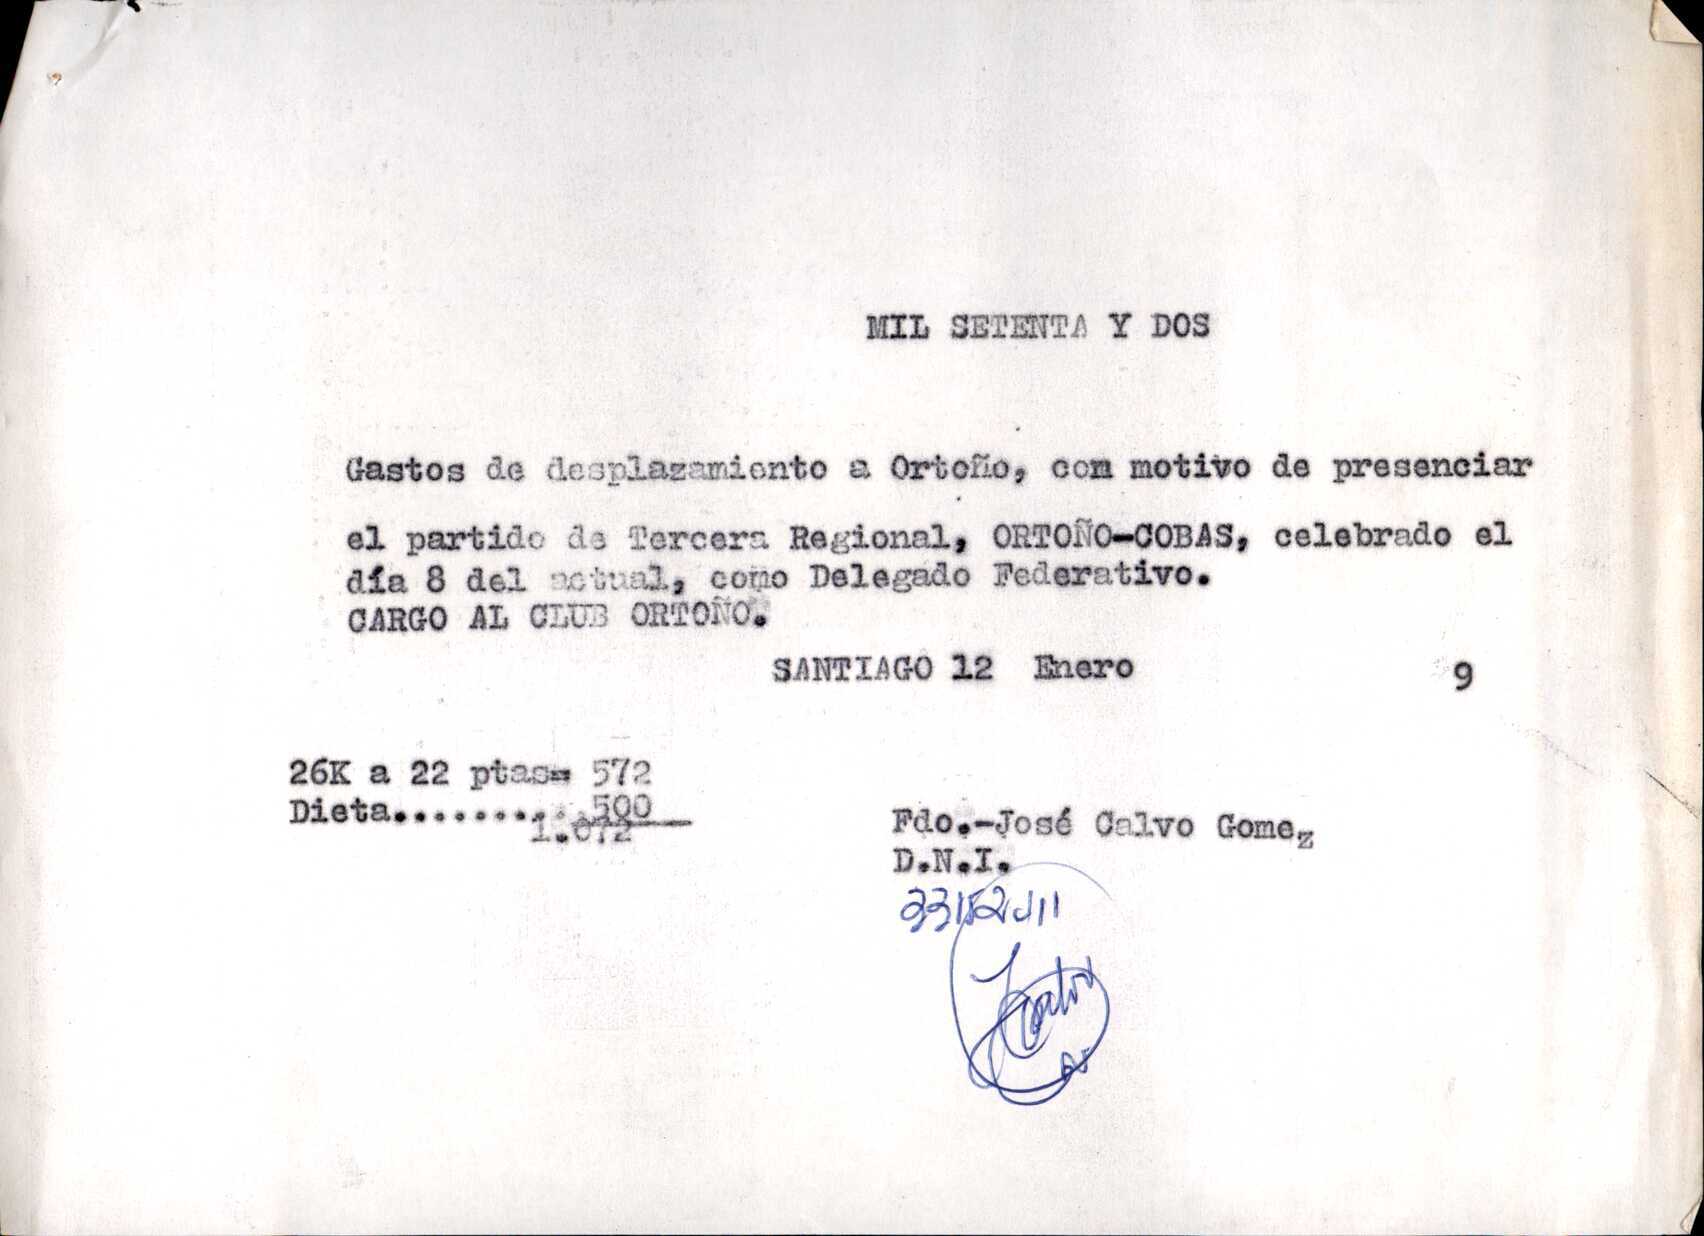 MIL SETENTA Y DOS
Gastos de desplazamiento a Ortoño, con motivo de presenciar
el partido de Tercera Regional, ORTOÑO-COBAS, celebrado el
día 8 del actual, como Delegado Federativo.
CARGO AL CLUB ORTOÑO.
SANTIAGO 12 Enero 9
26K a 22 ptas= 572
Dieta.......... 500
1.072
Fdo.-José Calvo Gomez
D.N.I.